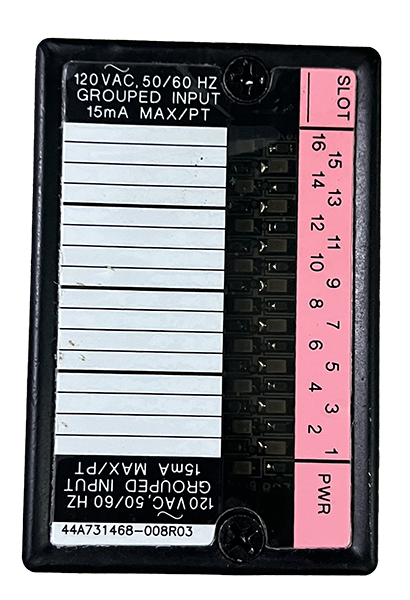 120 VAC, 50/60 HZ
GROUPED INPUT
15mA MAX/PT
SLOT
16
15
14
13
12
11
10
9
8
7
6
5
4
3
2
1
PWR
120 VAC, 50/60 HZ
GROUPED INPUT
15mA MAX/PT
44A731468-008R03